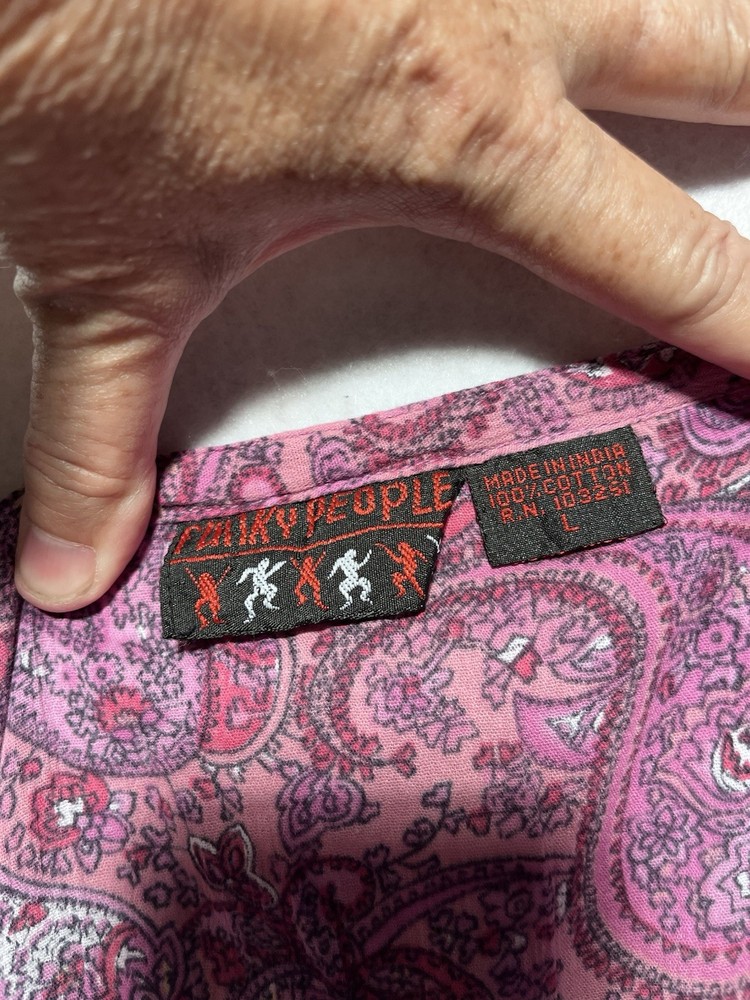 FUNKY PEOPLE
MADE IN INDIA
100% COTTON
R.N. 103251
L